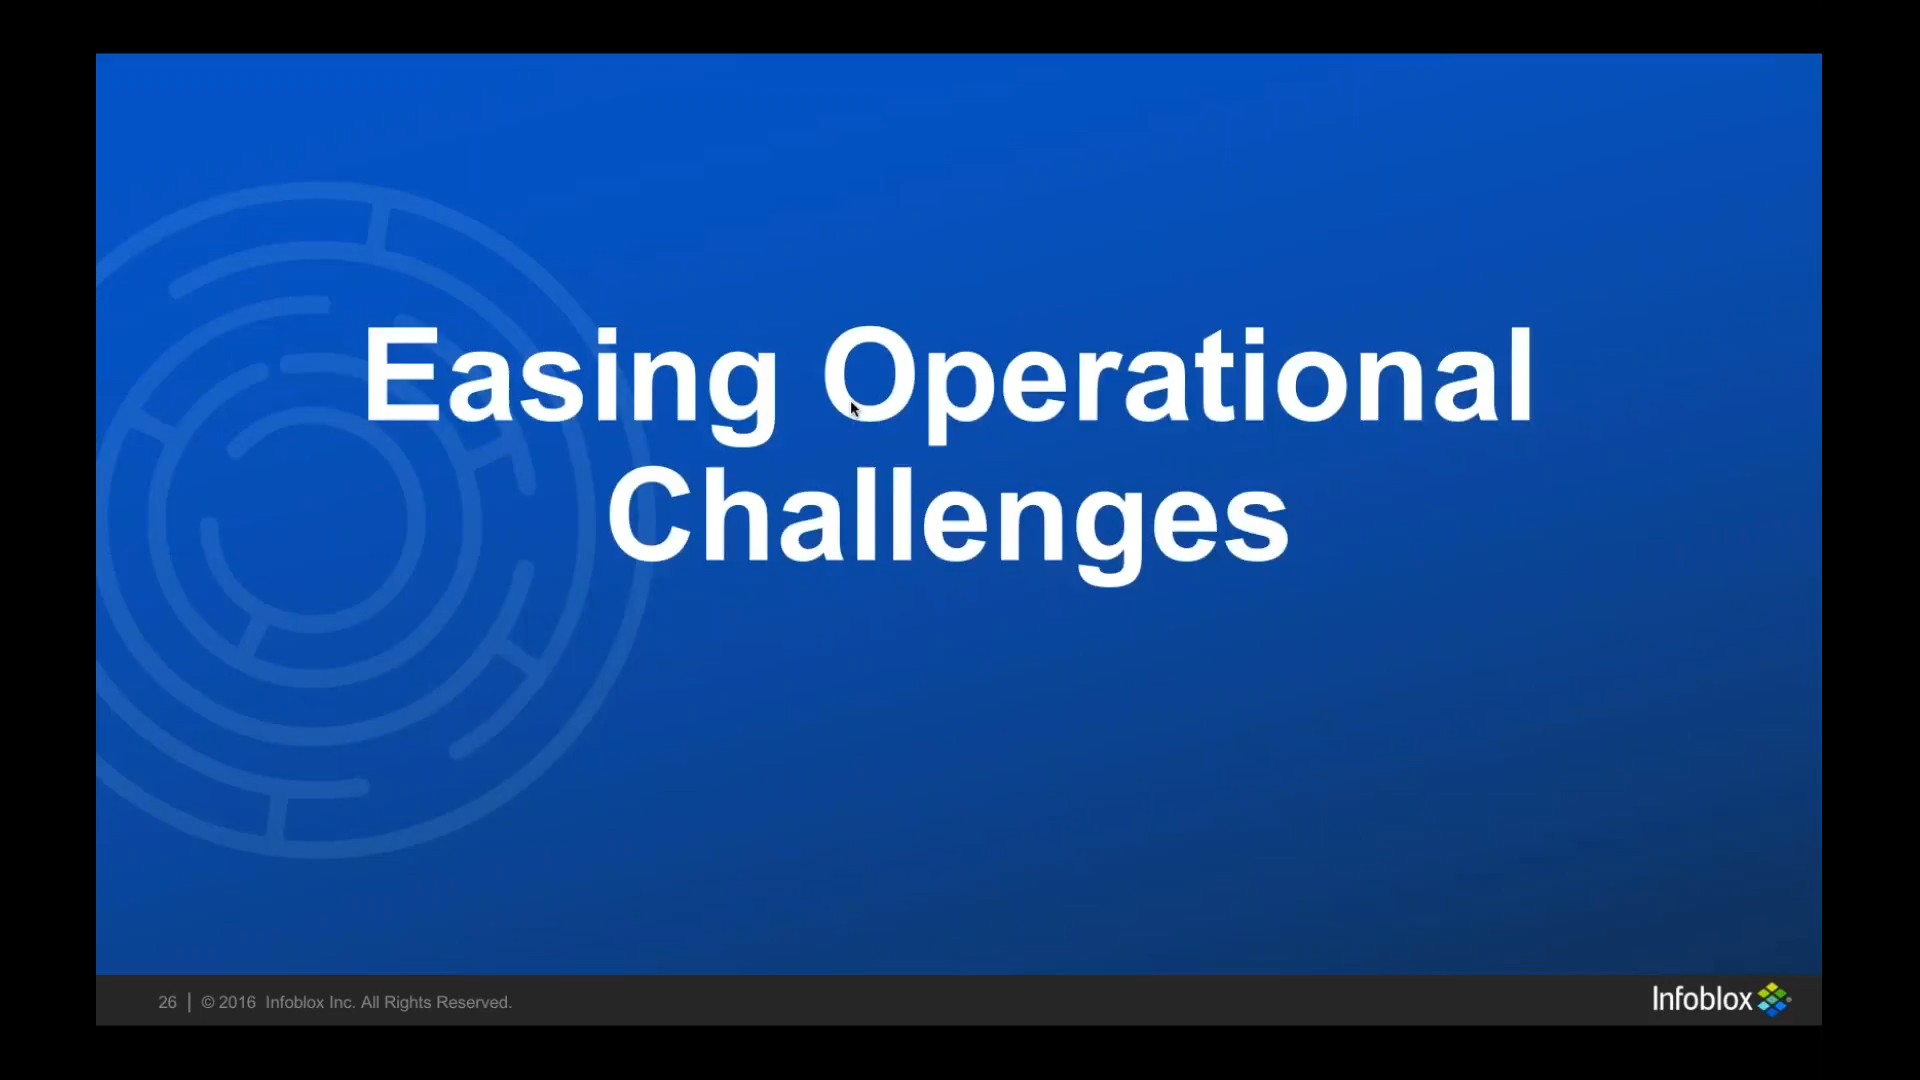 Easing Operational
Challenges
26 | © 2016 Infoblox Inc. All Rights Reserved.
Infoblox